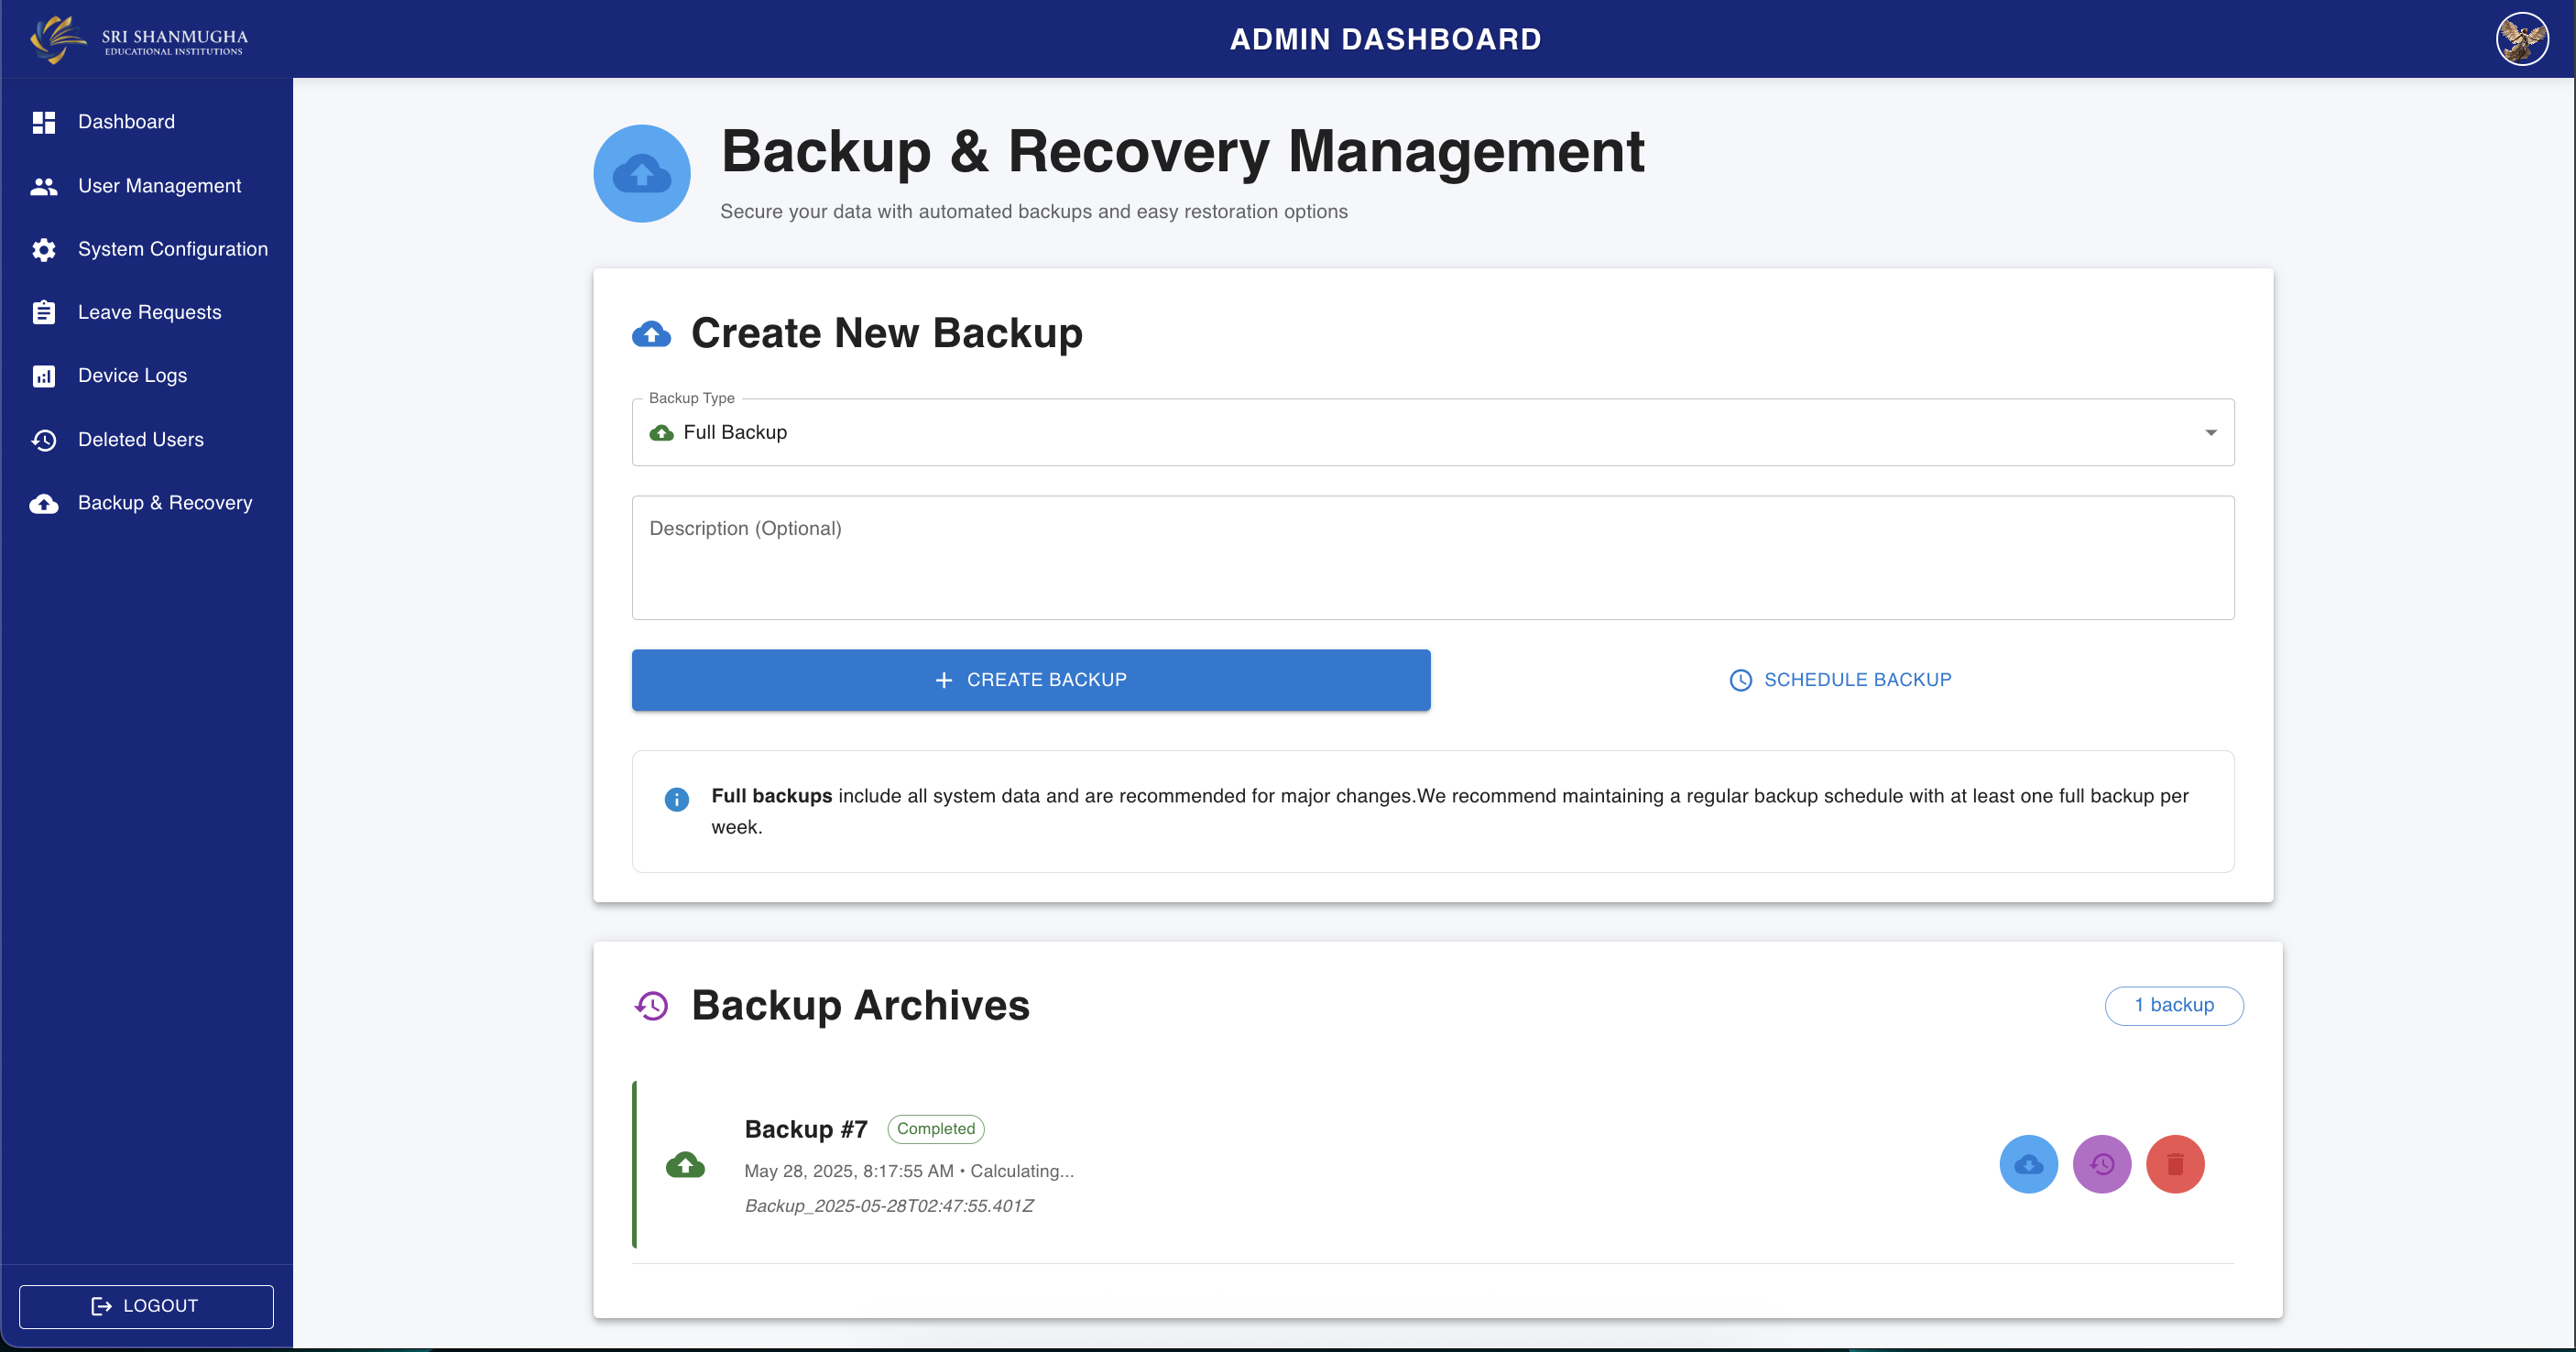 SRI SHANMUGHA
EDUCATIONAL INSTITUTIONS
ADMIN DASHBOARD
Dashboard
User Management
System Configuration
Leave Requests
Device Logs
Deleted Users
Backup & Recovery
LOGOUT
Backup & Recovery Management
Secure your data with automated backups and easy restoration options
Create New Backup
Backup Type
Full Backup
Description (Optional)
CREATE BACKUP
SCHEDULE BACKUP
Full backups include all system data and are recommended for major changes.We recommend maintaining a regular backup schedule with at least one full backup per
week.
Backup Archives
1 backup
Backup #7
Completed
May 28, 2025, 8:17:55 AM • Calculating...
Backup_2025-05-28T02:47:55.401Z